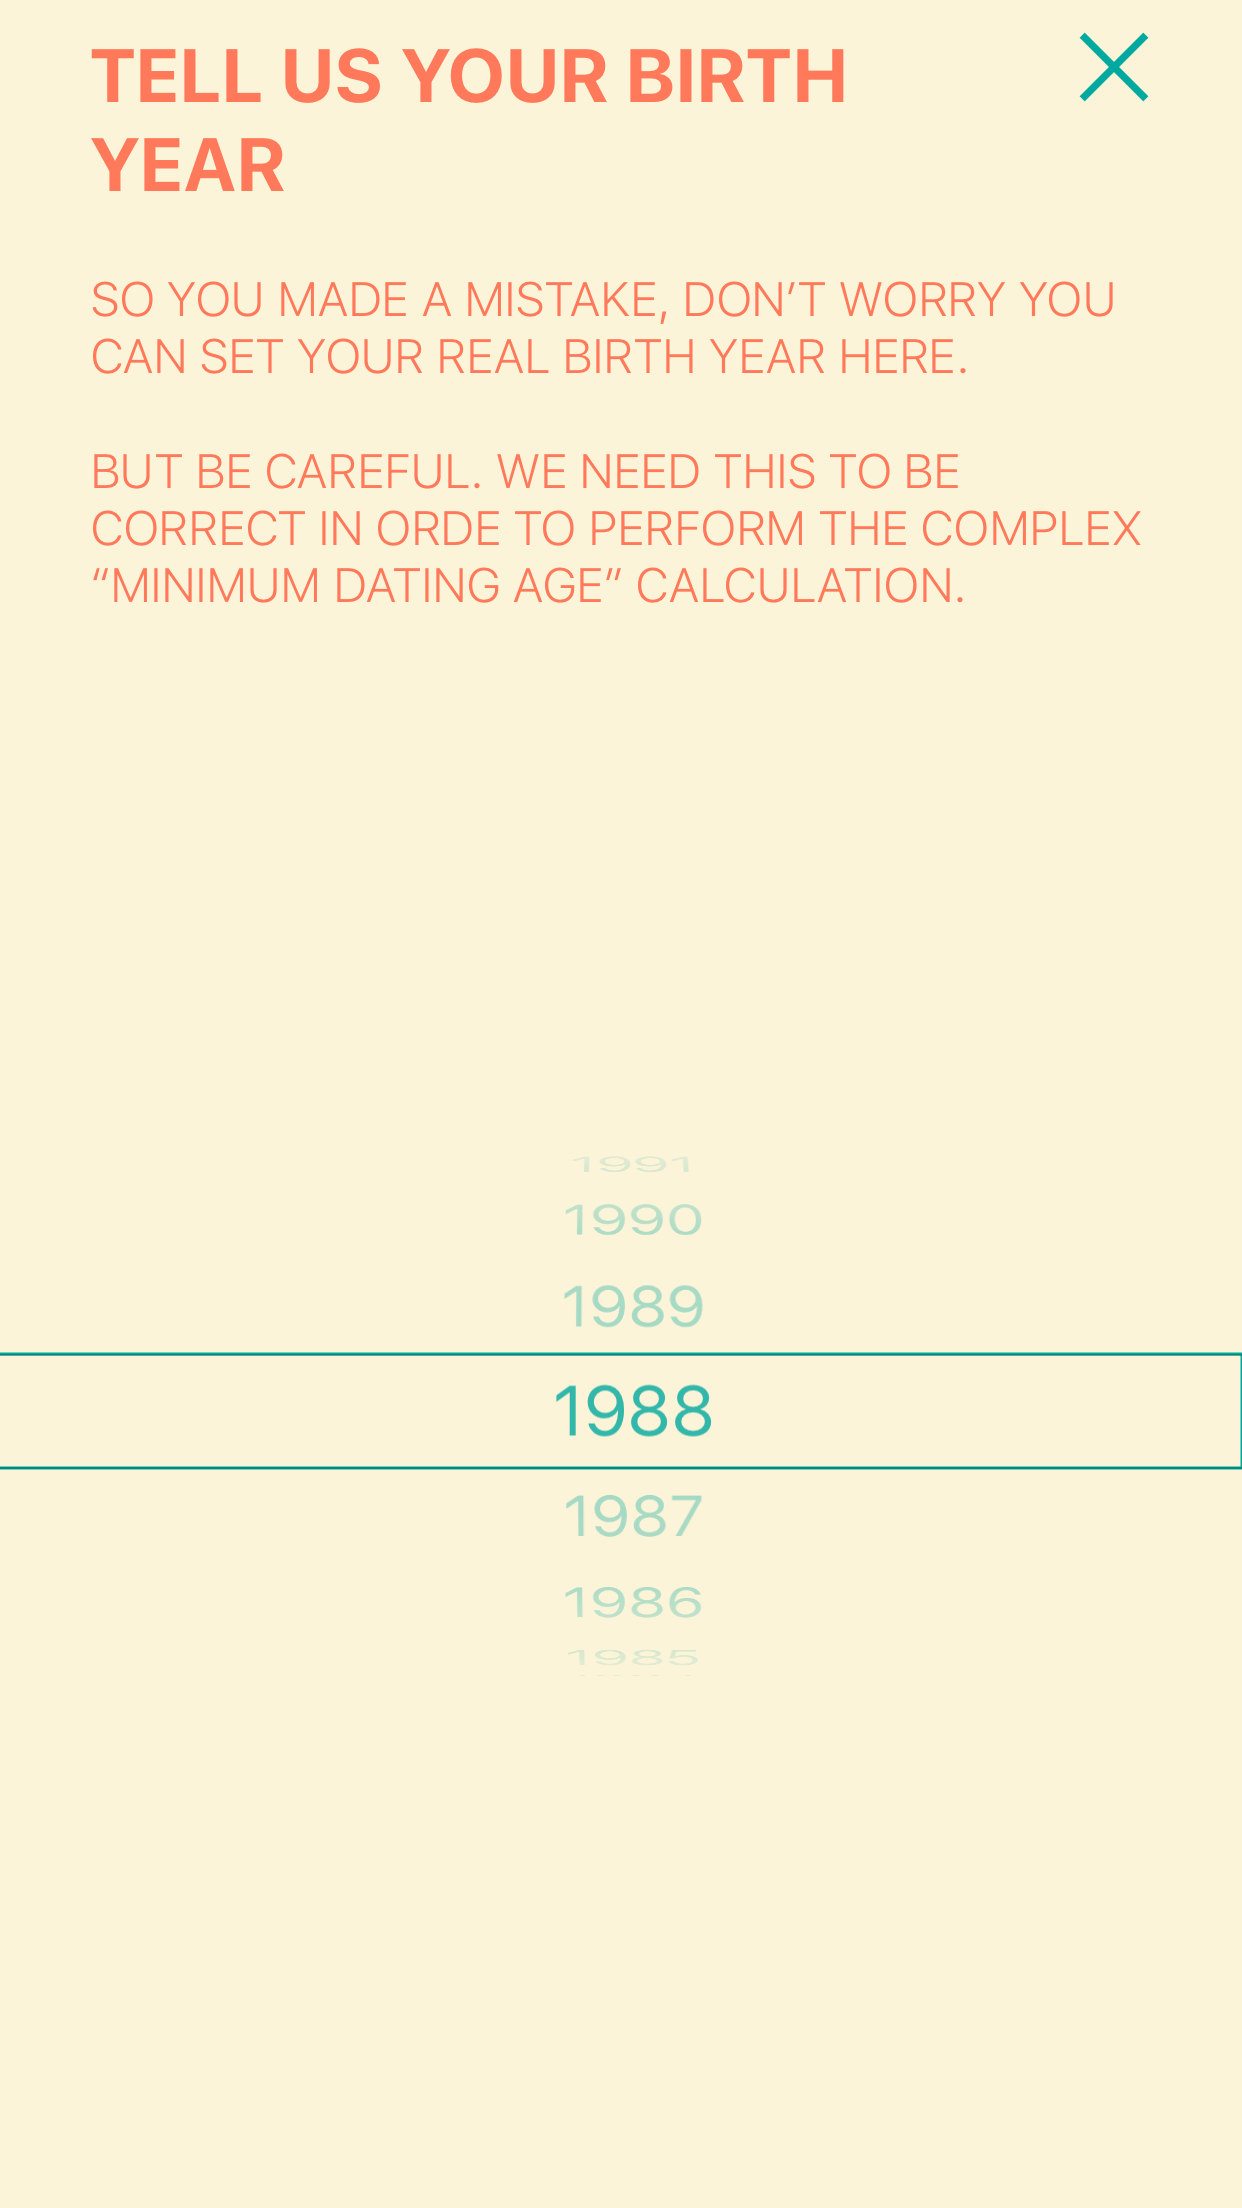 TELL US YOUR BIRTH
YEAR
SO YOU MADE A MISTAKE, DON’T WORRY YOU
CAN SET YOUR REAL BIRTH YEAR HERE.
BUT BE CAREFUL. WE NEED THIS TO BE
CORRECT IN ORDE TO PERFORM THE COMPLEX
“MINIMUM DATING AGE” CALCULATION.
1991
1990
1989
1988
1987
1986
1985